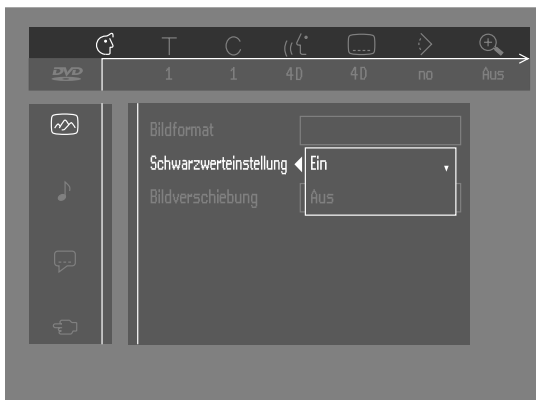 T C
DVD 1 1 4D 4D no Aus
Bildformat
Schwarzwerteinstellung Ein
Bildverschiebung Aus